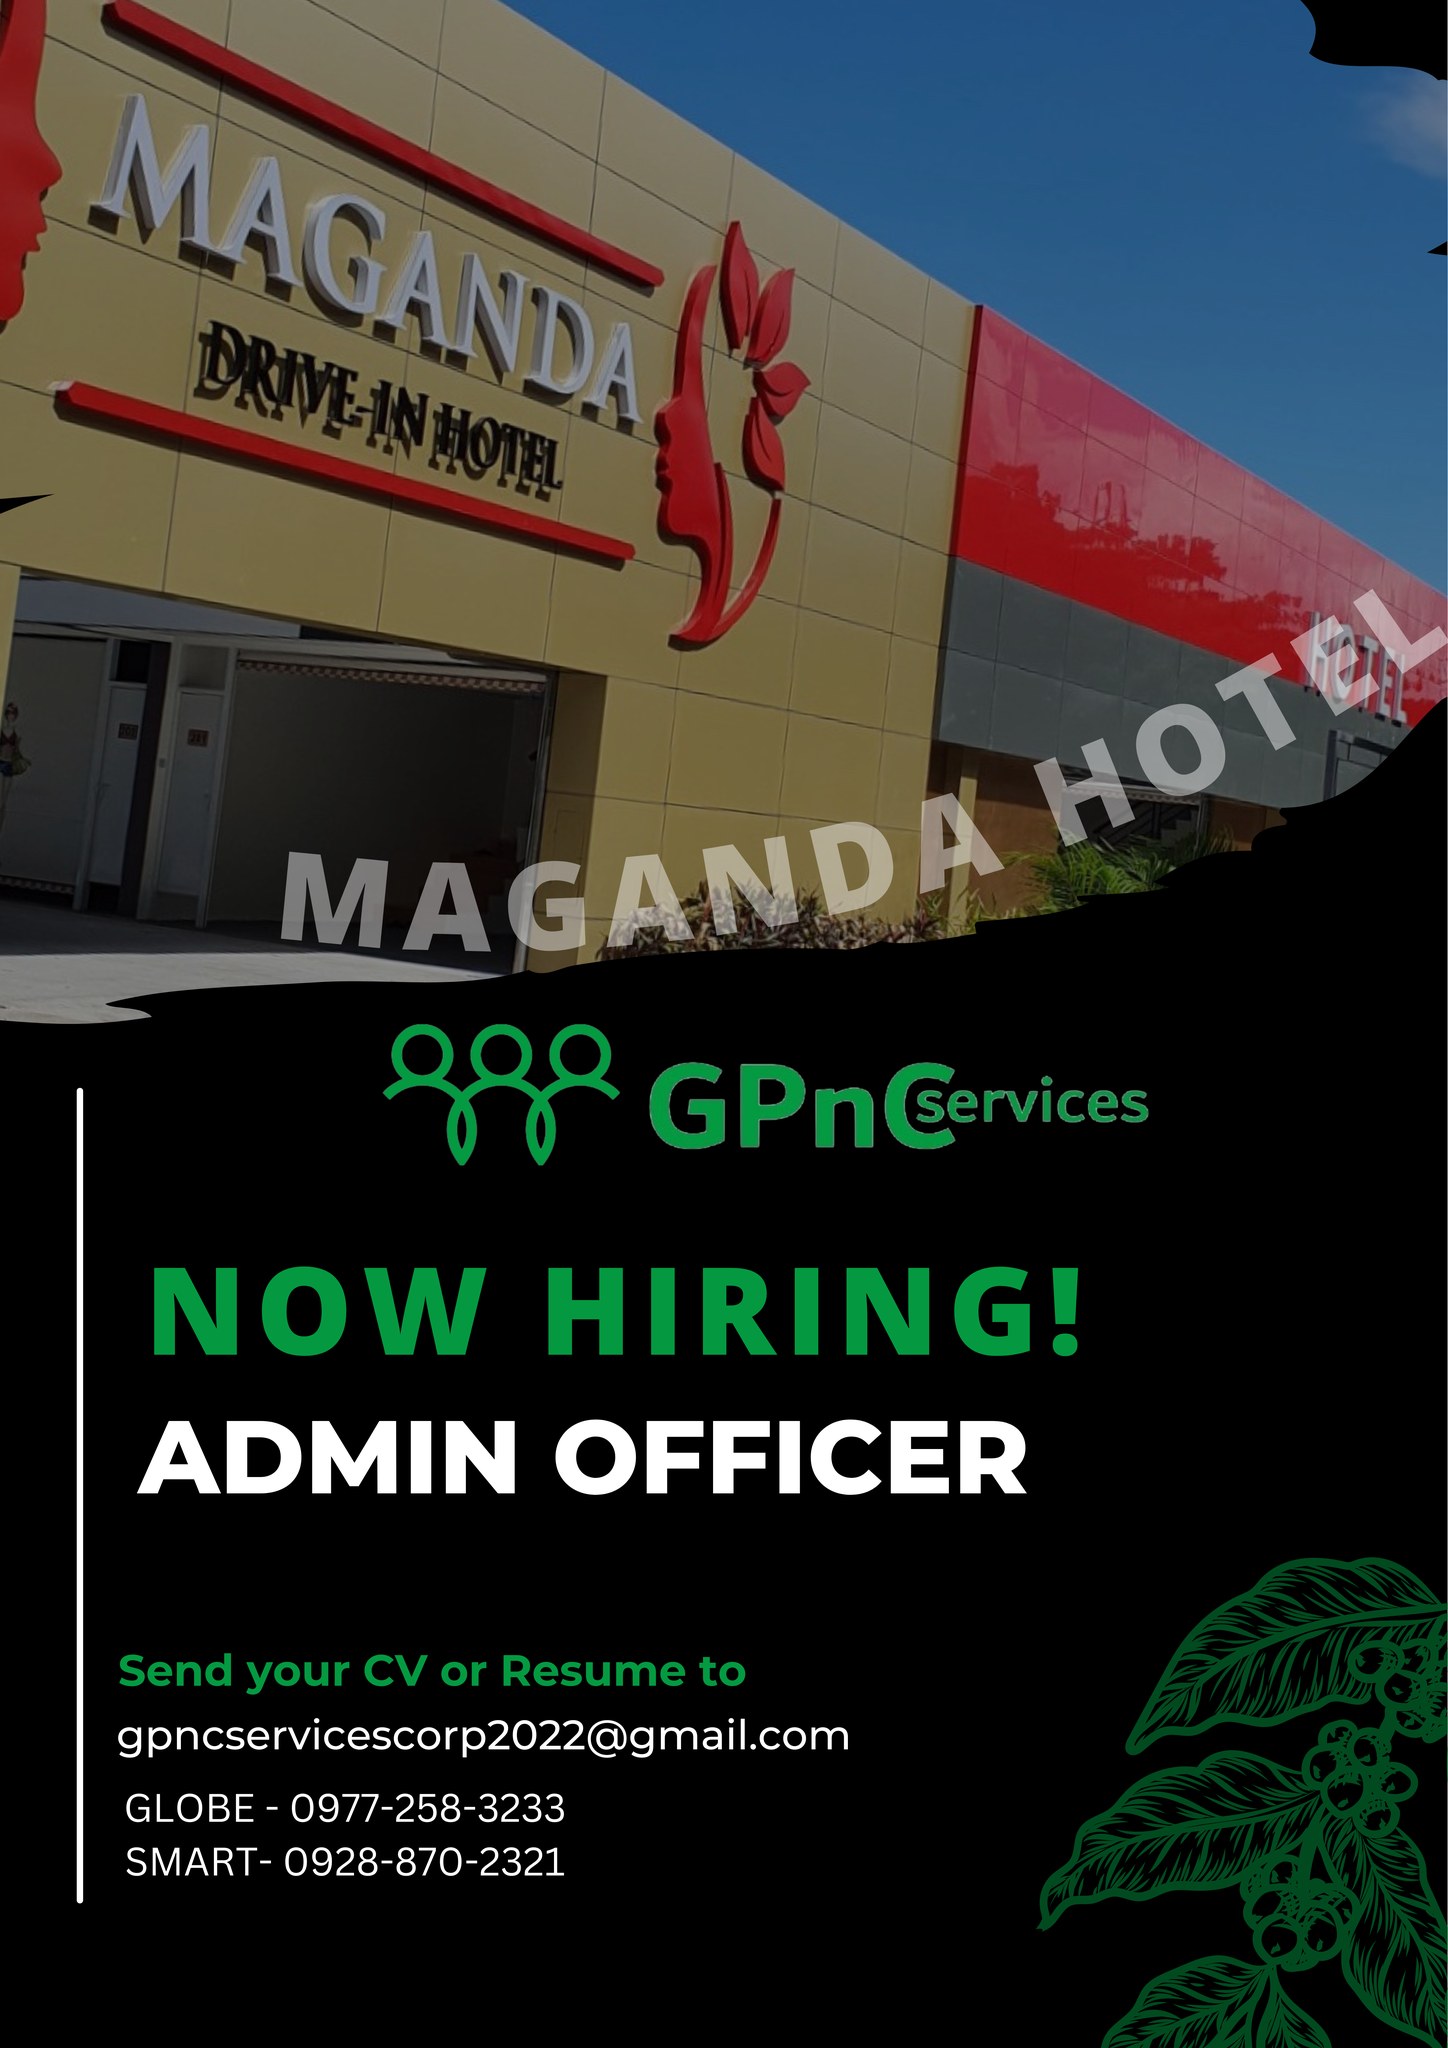 MAGANDA
DRIVE-IN HOTEL
HOTEL
MAGANDA HOTEL
GPnC services
NOW HIRING!
ADMIN OFFICER
Send your CV or Resume to
gpncservicescorp2022@gmail.com
GLOBE - 0977-258-3233
SMART- 0928-870-2321